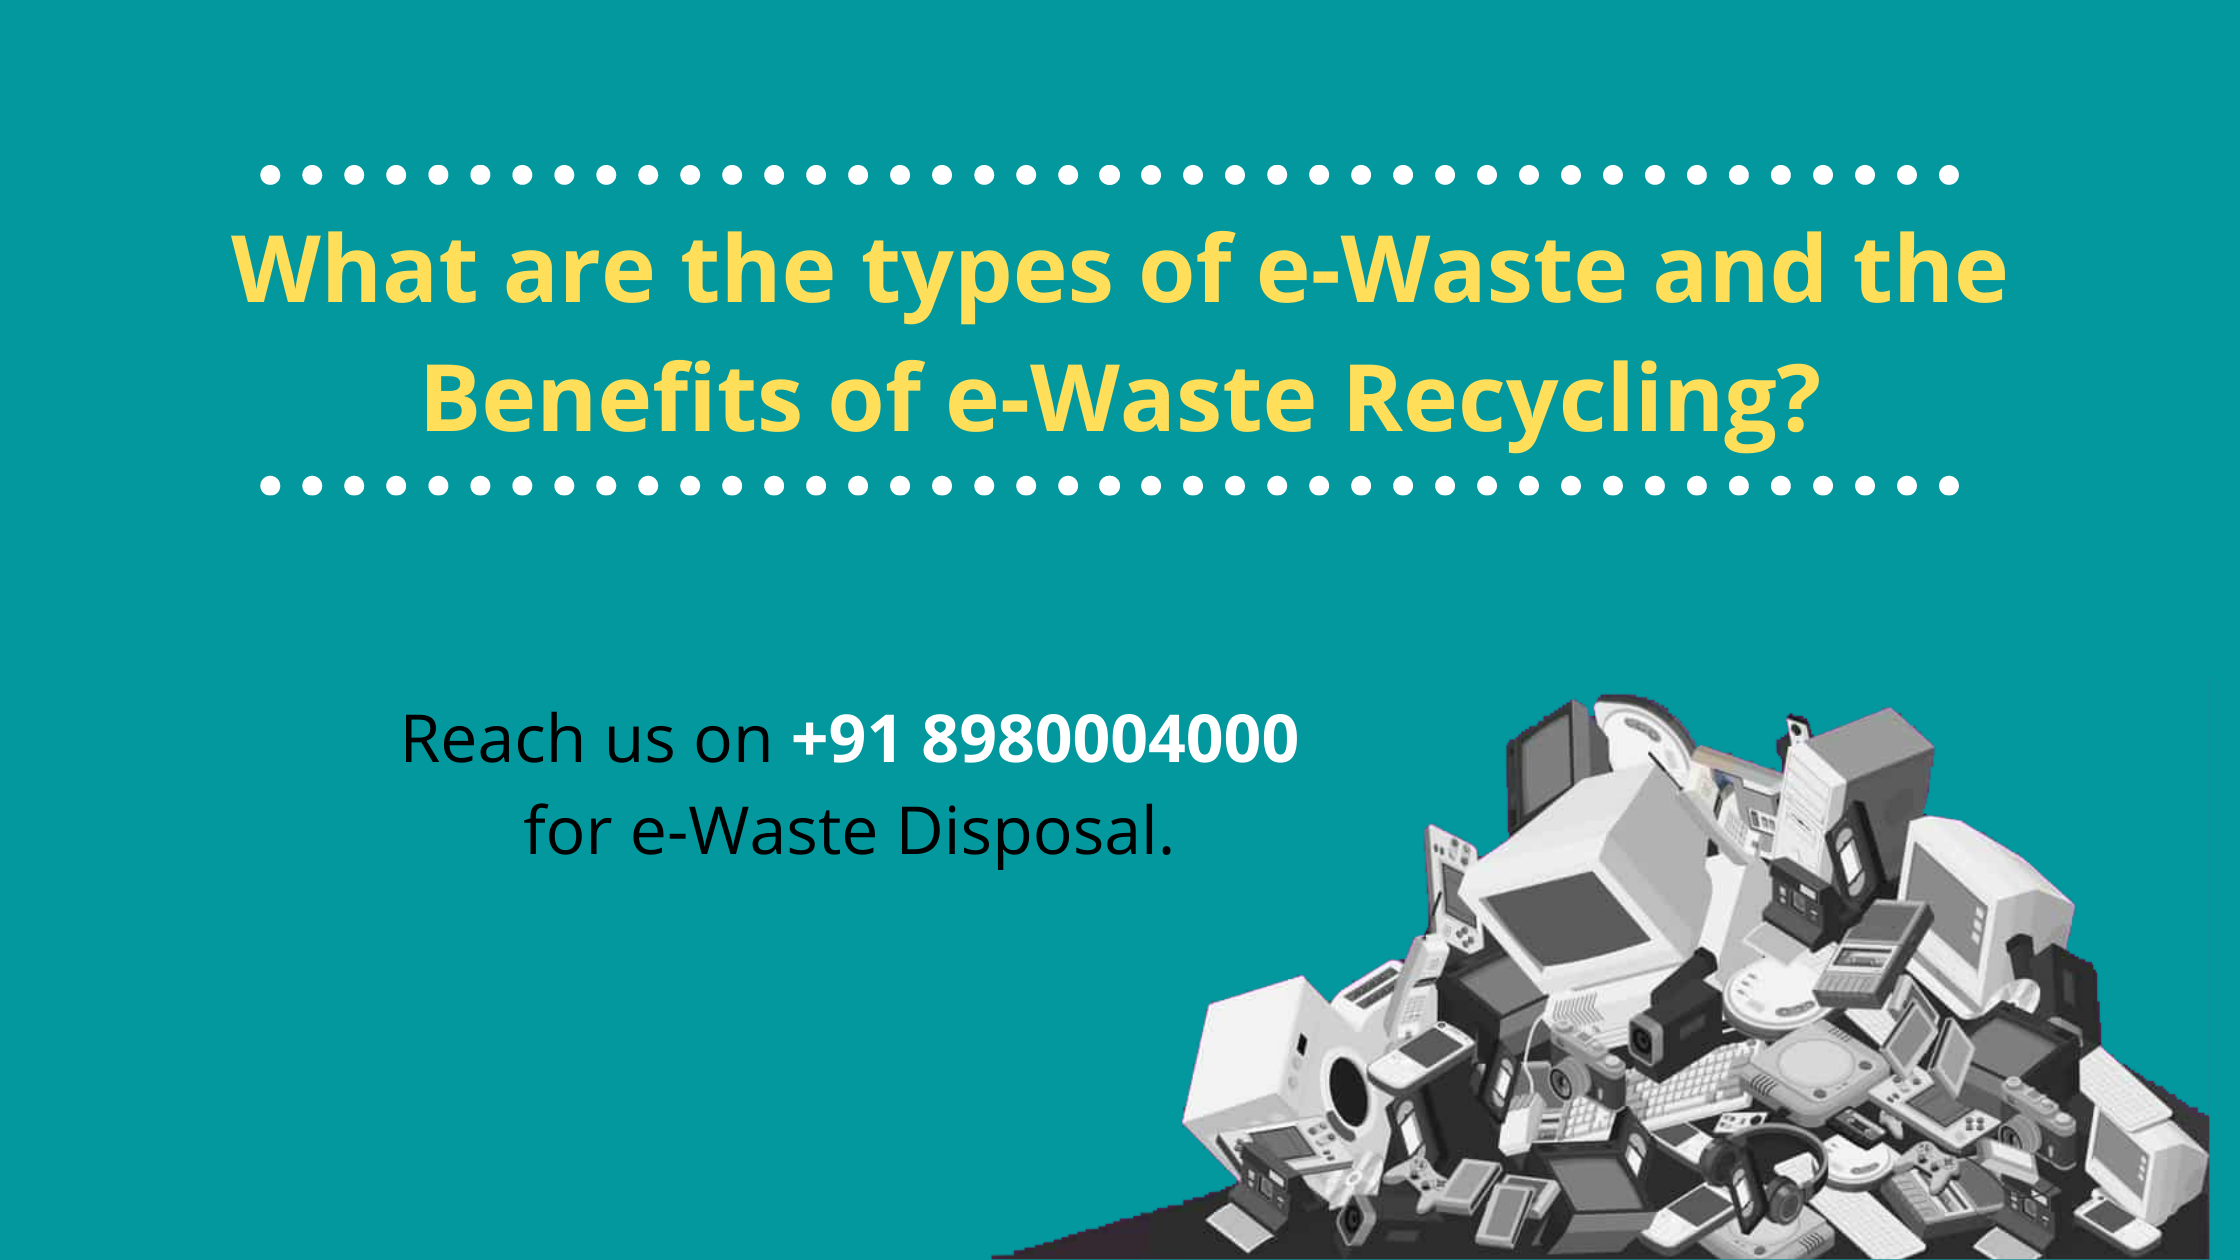 What are the types of e-Waste and the
Benefits of e-Waste Recycling?
Reach us on +91 8980004000
for e-Waste Disposal.